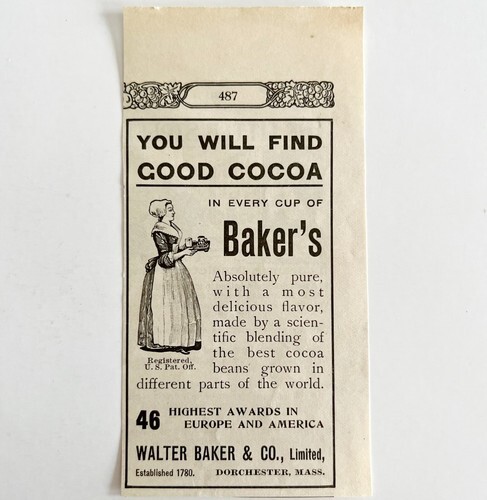 487
YOU WILL FIND
GOOD COCOA
IN EVERY CUP OF
Baker's
Absolutely pure,
with a most
delicious flavor,
made by a scien-
tific blending of
the best cocoa
beans grown in
different parts of the world.
Registered,
U. S. Pat. Off.
46 HIGHEST AWARDS IN
EUROPE AND AMERICA
WALTER BAKER & CO., Limited,
Established 1780. DORCHESTER, MASS.